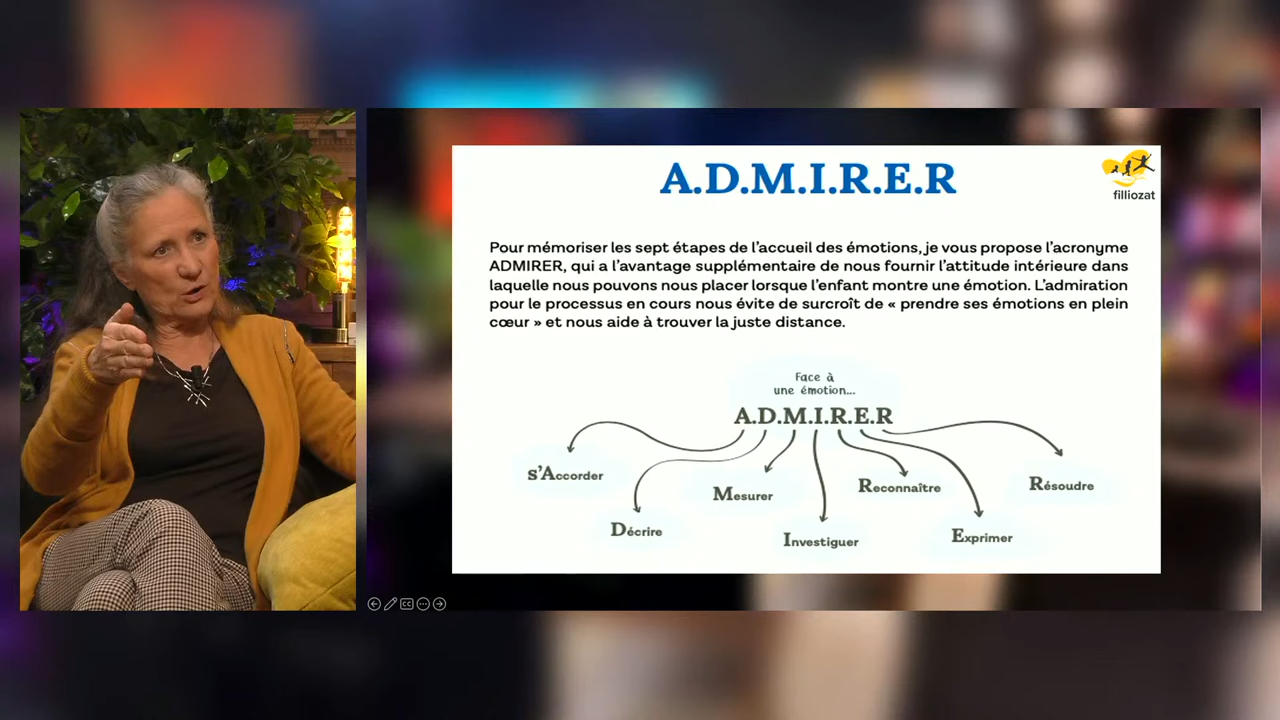 A.D.M.I.R.E.R
filliozat
Pour mémoriser les sept étapes de l'accueil des émotions, je vous propose l'acronyme
ADMIRER, qui a l'avantage supplémentaire de nous fournir l'attitude intérieure dans
laquelle nous pouvons nous placer lorsque l'enfant montre une émotion. L'admiration
pour le processus en cours nous évite de surcroît de « prendre ses émotions en plein
cœur » et nous aide à trouver la juste distance.
Face à
une émotion...
A.D.M.I.R.E.R
s'Accorder
Décrire
Mesurer
Investiguer
Reconnaître
Exprimer
Résoudre
CC